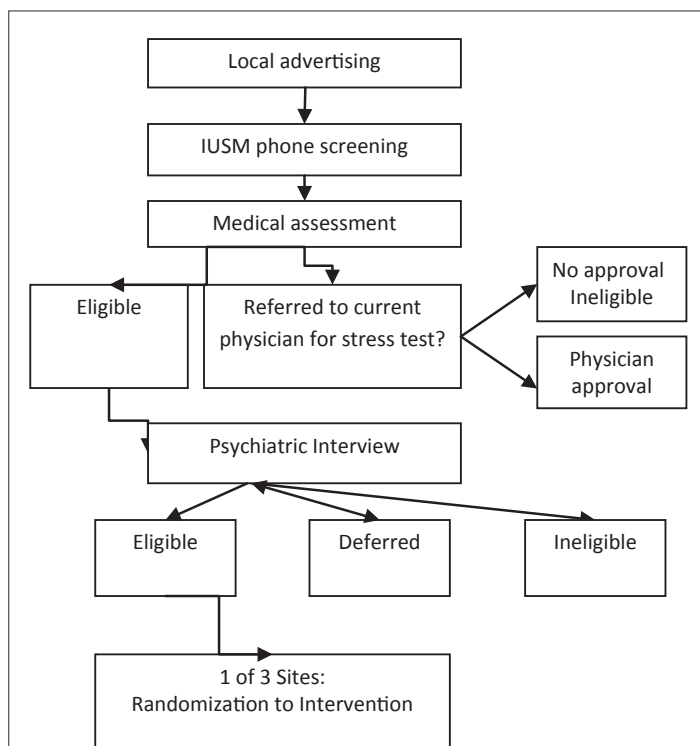 Local advertising
IUSM phone screening
Medical assessment
Eligible
Referred to current
physician for stress test?
No approval
Ineligible
Physician
approval
Psychiatric Interview
Eligible
Deferred
Ineligible
1 of 3 Sites:
Randomization to Intervention